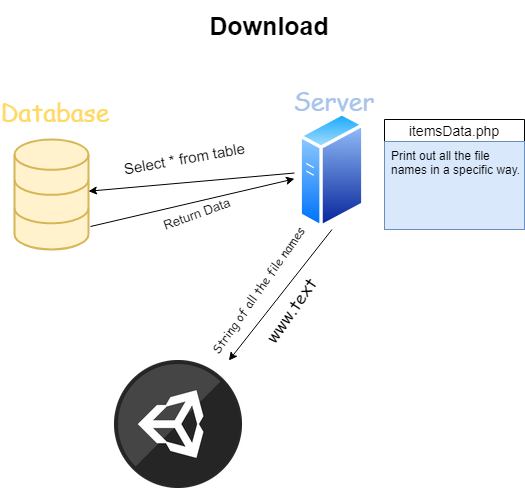 Download
Database
Server
itemsData.php
Print out all the file
names in a specific way.
Select * from table
Return Data
String of all the file names
www.text